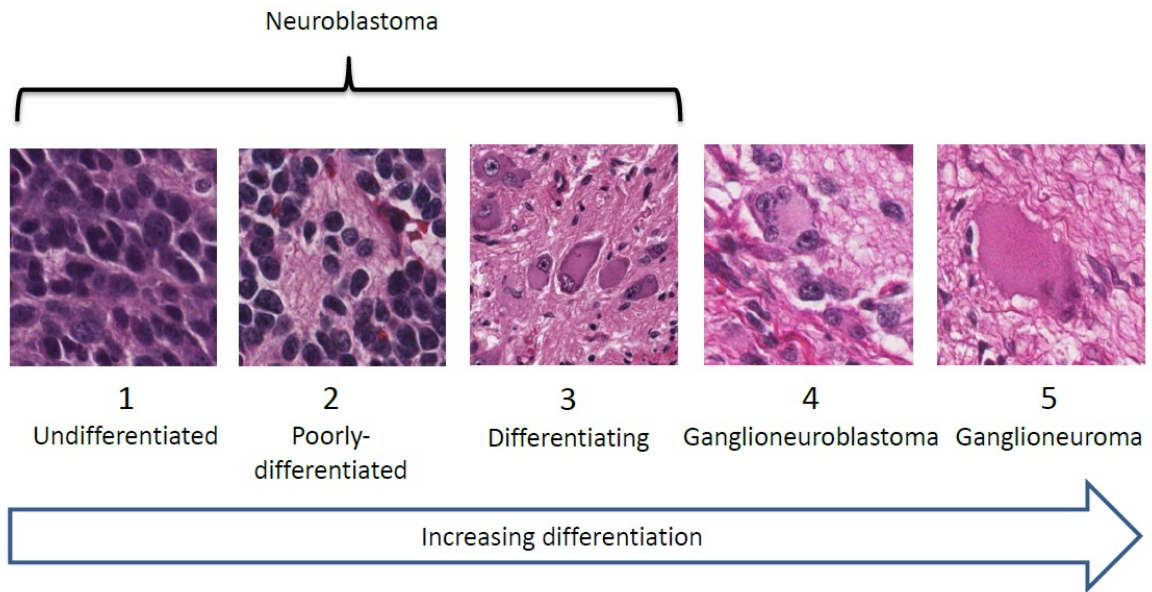 Neuroblastoma
1
Undifferentiated
2
Poorly-
differentiated
3
Differentiating
4
Ganglioneuroblastoma
5
Ganglioneuroma
Increasing differentiation